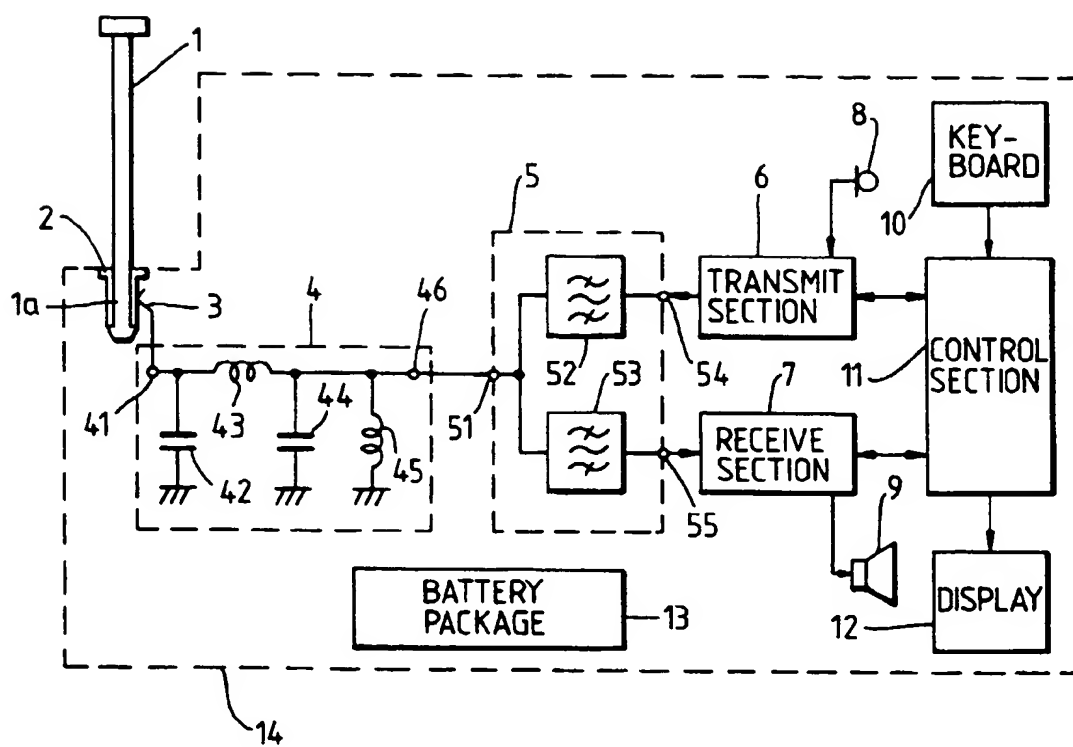 1
8
KEY-
BOARD
10
5
6
2
TRANSMIT
SECTION
1a
3
4
46
52
54
11
CONTROL
SECTION
51
53
7
41
43
44
RECEIVE
SECTION
42
45
55
9
BATTERY
PACKAGE
13
DISPLAY
12
14